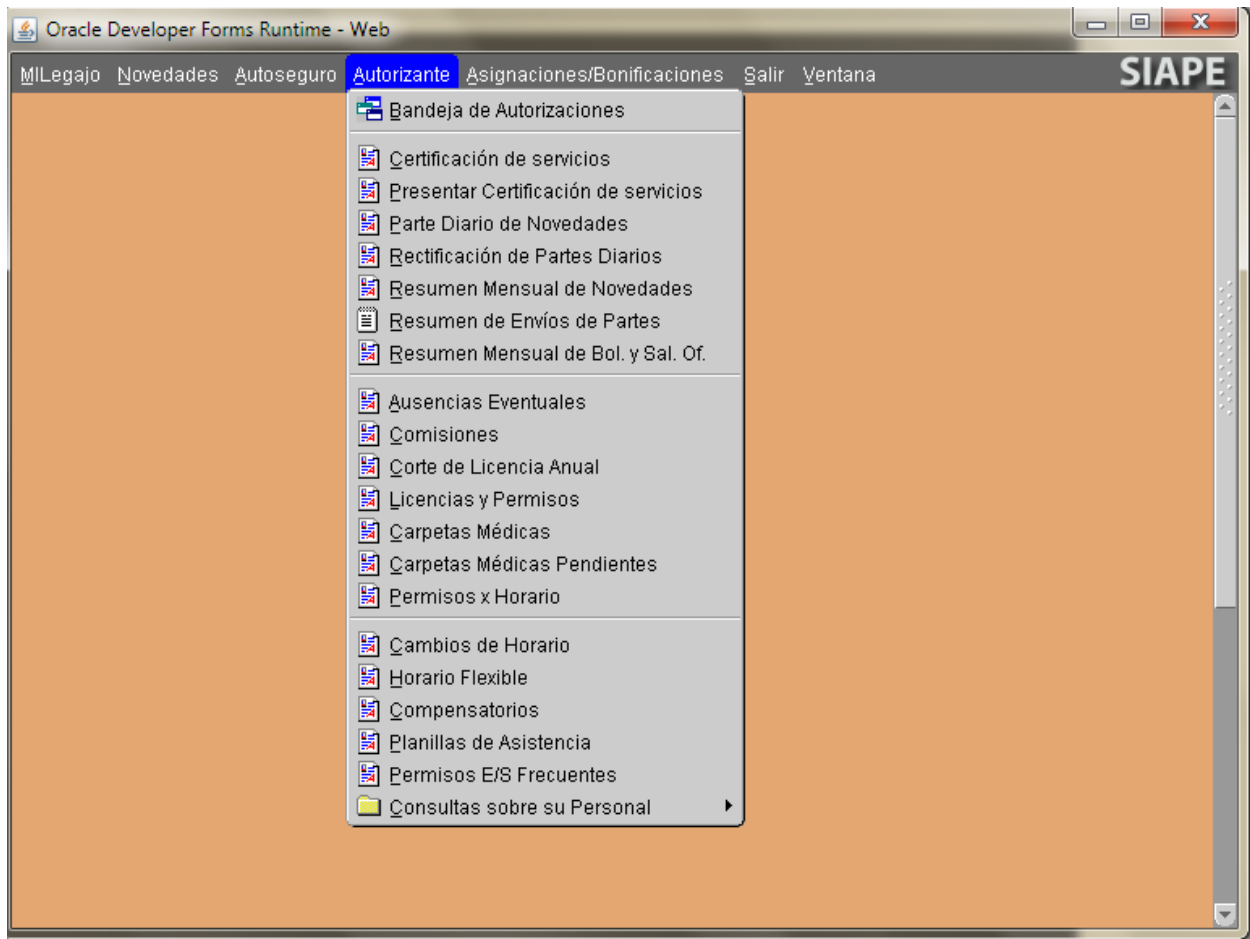 Oracle Developer Forms Runtime - Web
MILegajo Novedades Autoseguro Autorizante Asignaciones/Bonificaciones Salir Ventana SIAPE
Bandeja de Autorizaciones
Certificación de servicios
Presentar Certificación de servicios
Parte Diario de Novedades
Rectificación de Partes Diarios
Resumen Mensual de Novedades
Resumen de Envíos de Partes
Resumen Mensual de Bol. y Sal. Of.
Ausencias Eventuales
Comisiones
Corte de Licencia Anual
Licencias y Permisos
Carpetas Médicas
Carpetas Médicas Pendientes
Permisos x Horario
Cambios de Horario
Horario Flexible
Compensatorios
Planillas de Asistencia
Permisos E/S Frecuentes
Consultas sobre su Personal